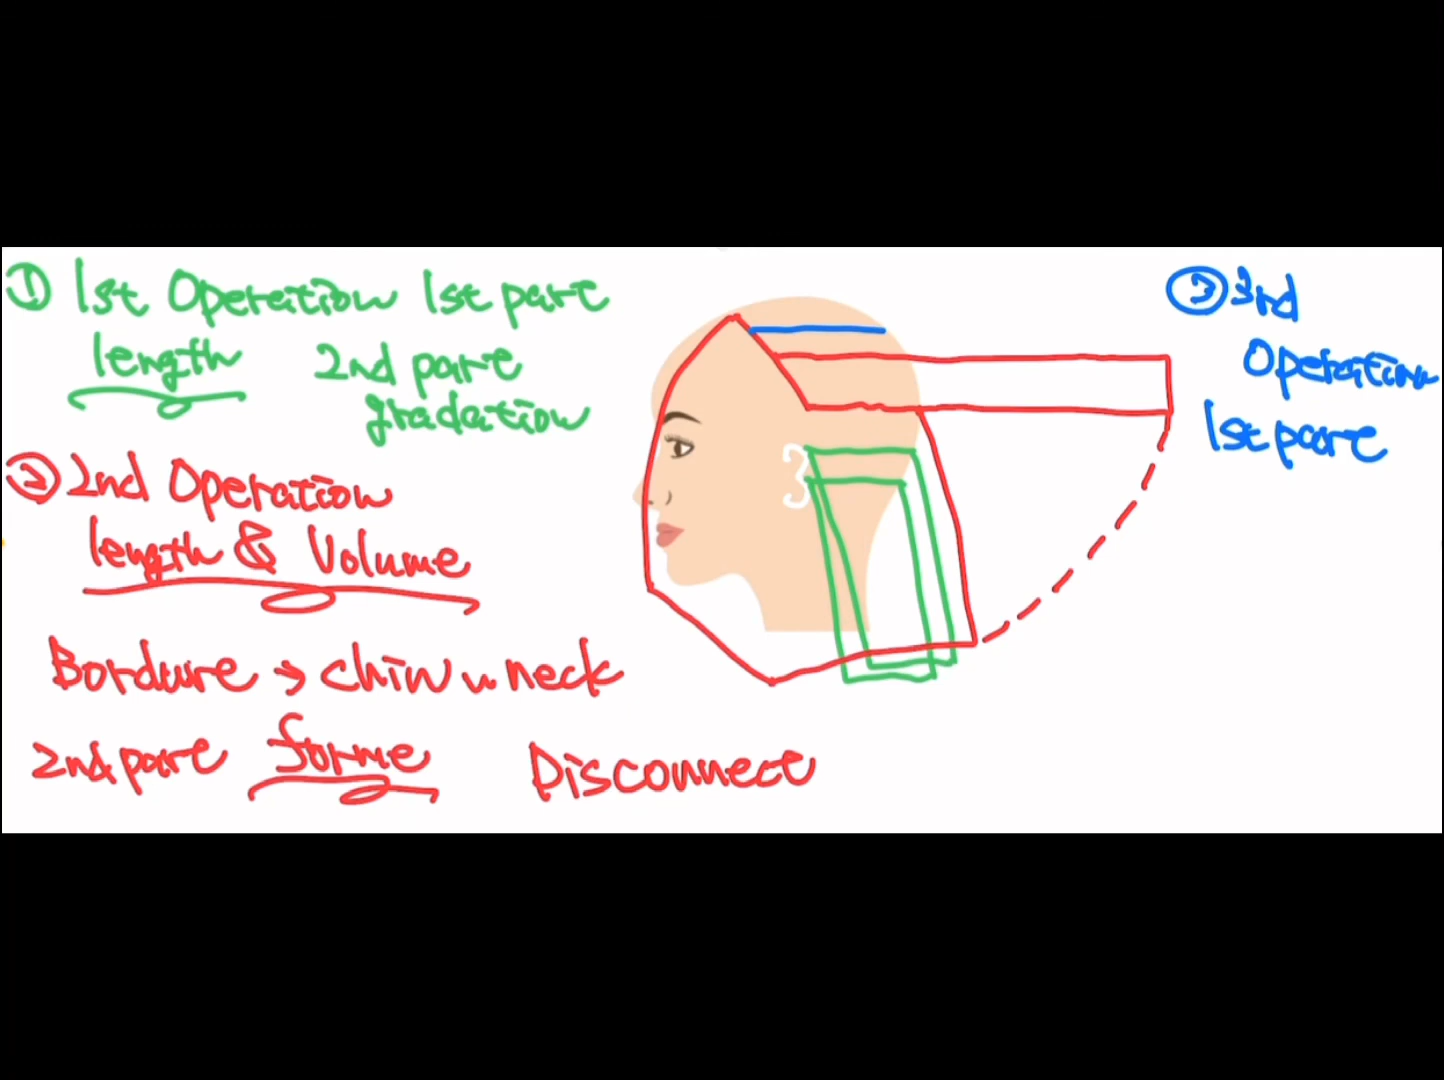 ① 1st Operation 1st part
length 2nd part
gradation
② 2nd Operation
length & Volume
Bordure → chin
neck
2nd part forme Disconnect
③ 3rd
Operation
1st part